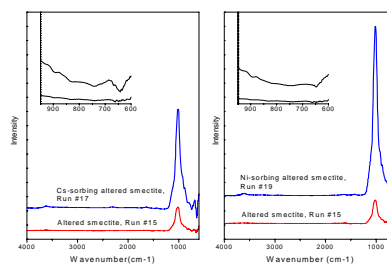 900 800 700 600
Intensity
Cs-sorbing altered smectite,
Run #17
Altered smectite, Run #15
4000 3000 2000 1000
Wavenumber(cm-1)
900 800 700 600
Intensity
Ni-sorbing altered smectite,
Run #19
Altered smectite, Run #15
4000 3000 2000 1000
Wavenumber(cm-1)